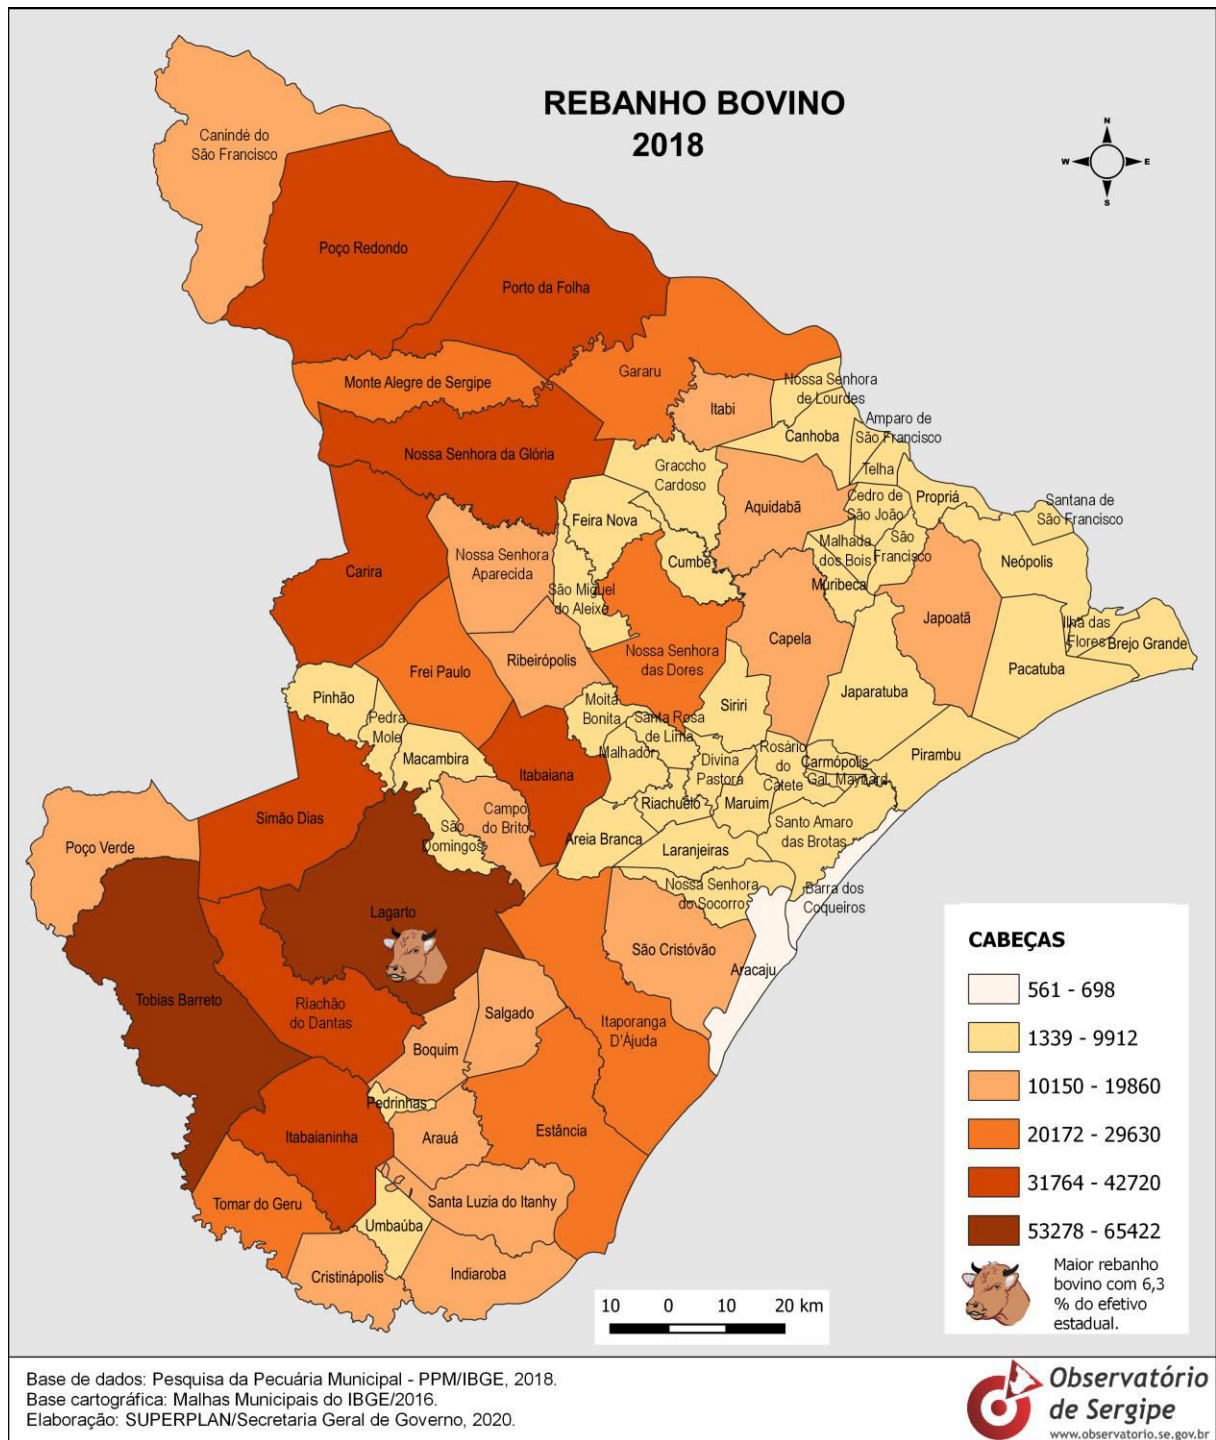 REBANHO BOVINO
2018
N
W
E
S
Canindé do
São Francisco
Poço Redondo
Porto da Folha
Gararu
Monte Alegre de Sergipe
Nossa Senhora
de Lourdes
Itabi
Amparo de
São Francisco
Canhoba
Nossa Senhora da Glória
Graccho
Cardoso
Telha
Propriá
Cedro de
São João
Santana de
São Francisco
Aquidabã
Feira Nova
São
Francisco
Malhada
dos Bois
Neópolis
Nossa Senhora
Aparecida
Cumbe
Carira
Muribeca
São Miguel
do Aleixo
Japoatã
Ilha das
Flores
Brejo Grande
Capela
Nossa Senhora
das Dores
Ribeirópolis
Frei Paulo
Pacatuba
Japaratuba
Pinhão
Moita
Bonita
Siriri
Pedra
Mole
Santa Rosa
de Lima
Macambira
Malhador
Divina
Pastora
Rosário
do
Catete
Carmópolis
Gal. Maynard
Pirambu
Itabaiana
Riachuelo
Maruim
Simão Dias
Campo
do Brito
São
Domingos
Areia Branca
Santo Amaro
das Brotas
Poço Verde
Laranjeiras
Nossa Senhora
do Socorro
Barra dos
Coqueiros
Lagarto
São Cristóvão
Aracaju
Tobias Barreto
Riachão
do Dantas
Salgado
Itaporanga
D'Ájuda
Boquim
Pedrinhas
Itabaianinha
Arauá
Estância
Tomar do Geru
Santa Luzia do Itanhy
Umbaúba
Cristinápolis
Indiaroba
CABEÇAS
561 - 698
1339 - 9912
10150 - 19860
20172 - 29630
31764 - 42720
53278 - 65422
Maior rebanho
bovino com 6,3
% do efetivo
estadual.
10 0 10 20 km
Base de dados: Pesquisa da Pecuária Municipal - PPM/IBGE, 2018.
Base cartográfica: Malhas Municipais do IBGE/2016.
Elaboração: SUPERPLAN/Secretaria Geral de Governo, 2020.
Observatório
de Sergipe
www.observatorio.se.gov.br